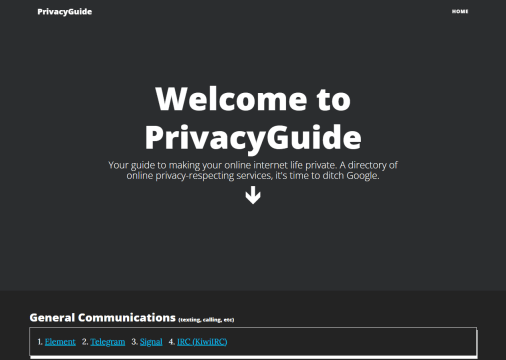 PrivacyGuide
HOME
Welcome to
PrivacyGuide
Your guide to making your online internet life private. A directory of
online privacy-respecting services, it's time to ditch Google.
General Communications (texting, calling, etc)
1. Element 2. Telegram 3. Signal 4. IRC (KiwiIRC)